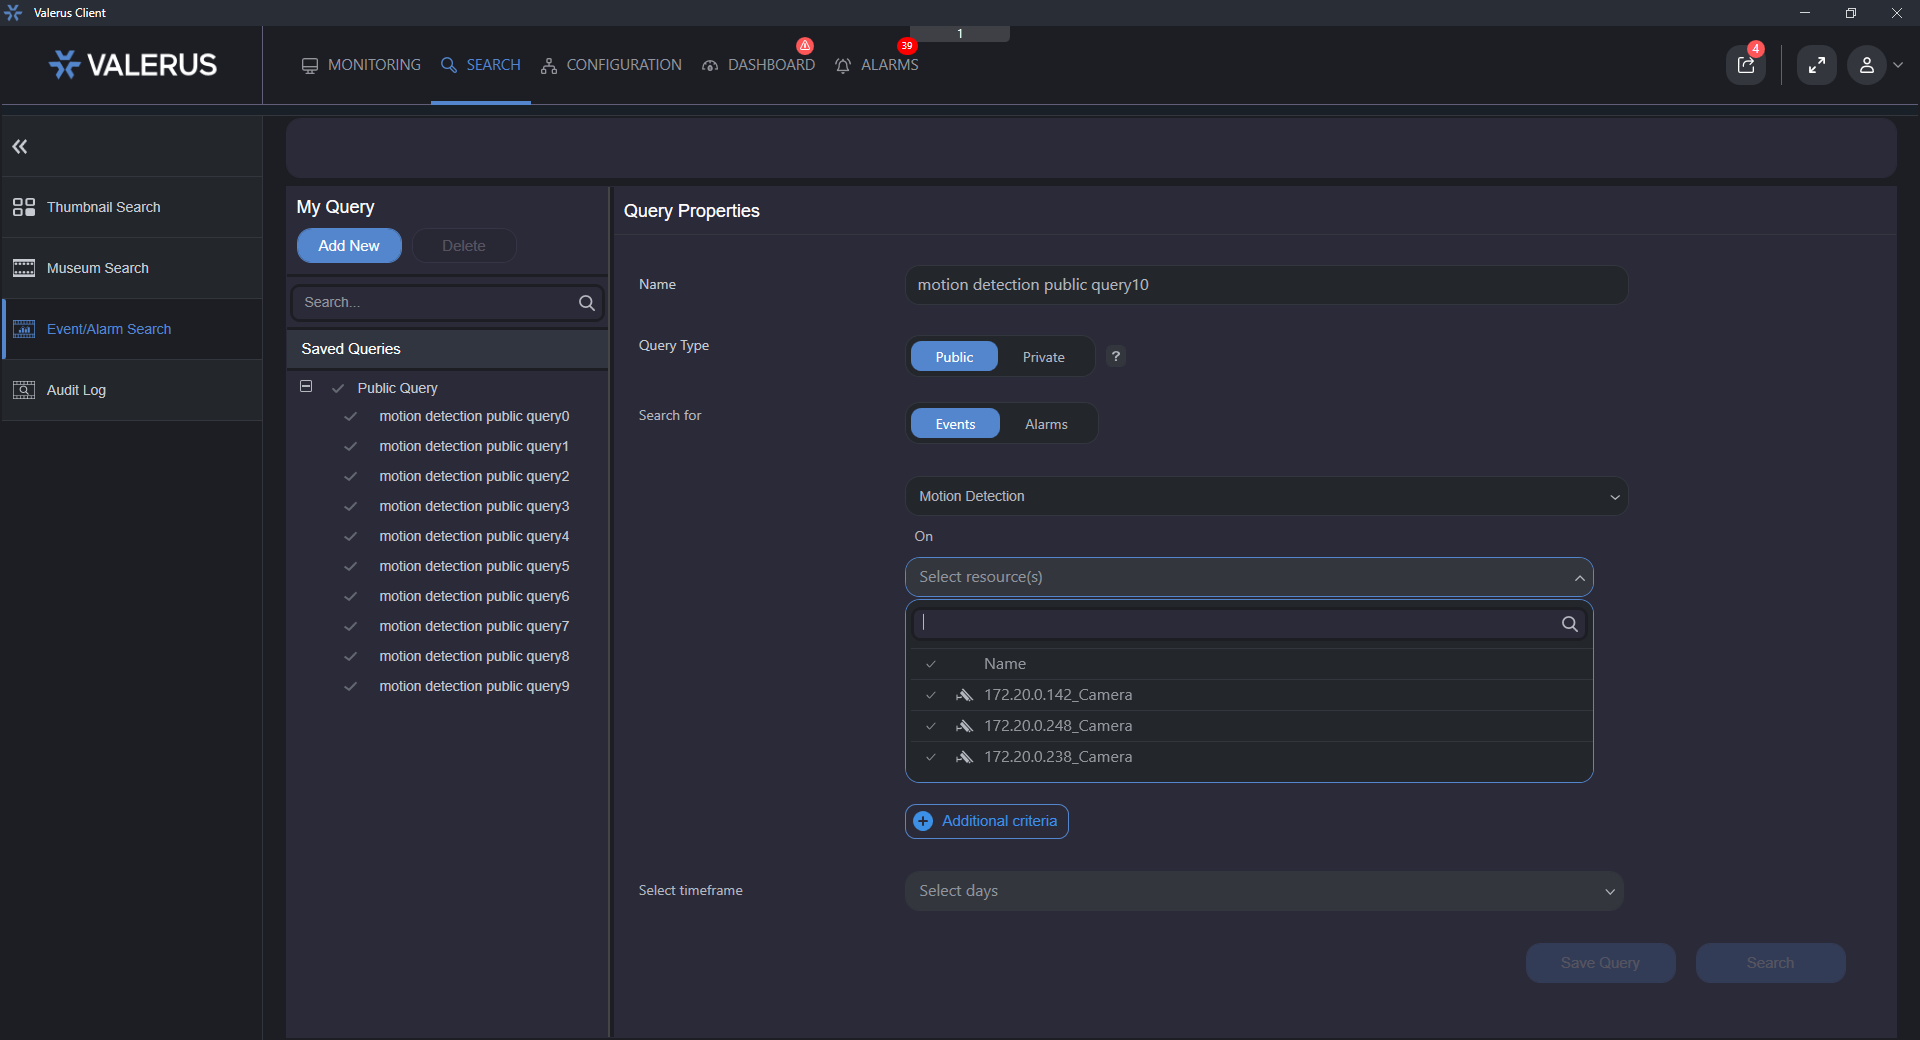 Valerus Client
1
VALERUS
MONITORING
SEARCH
CONFIGURATION
DASHBOARD
39
ALARMS
4
Thumbnail Search
Museum Search
Event/Alarm Search
Audit Log
My Query
Add New
Delete
Search...
Saved Queries
Public Query
motion detection public query0
motion detection public query1
motion detection public query2
motion detection public query3
motion detection public query4
motion detection public query5
motion detection public query6
motion detection public query7
motion detection public query8
motion detection public query9
Query Properties
Name
motion detection public query10
Query Type
Public
Private
?
Search for
Events
Alarms
Motion Detection
On
Select resource(s)
Name
172.20.0.142_Camera
172.20.0.248_Camera
172.20.0.238_Camera
Additional criteria
Select timeframe
Select days
Save Query
Search